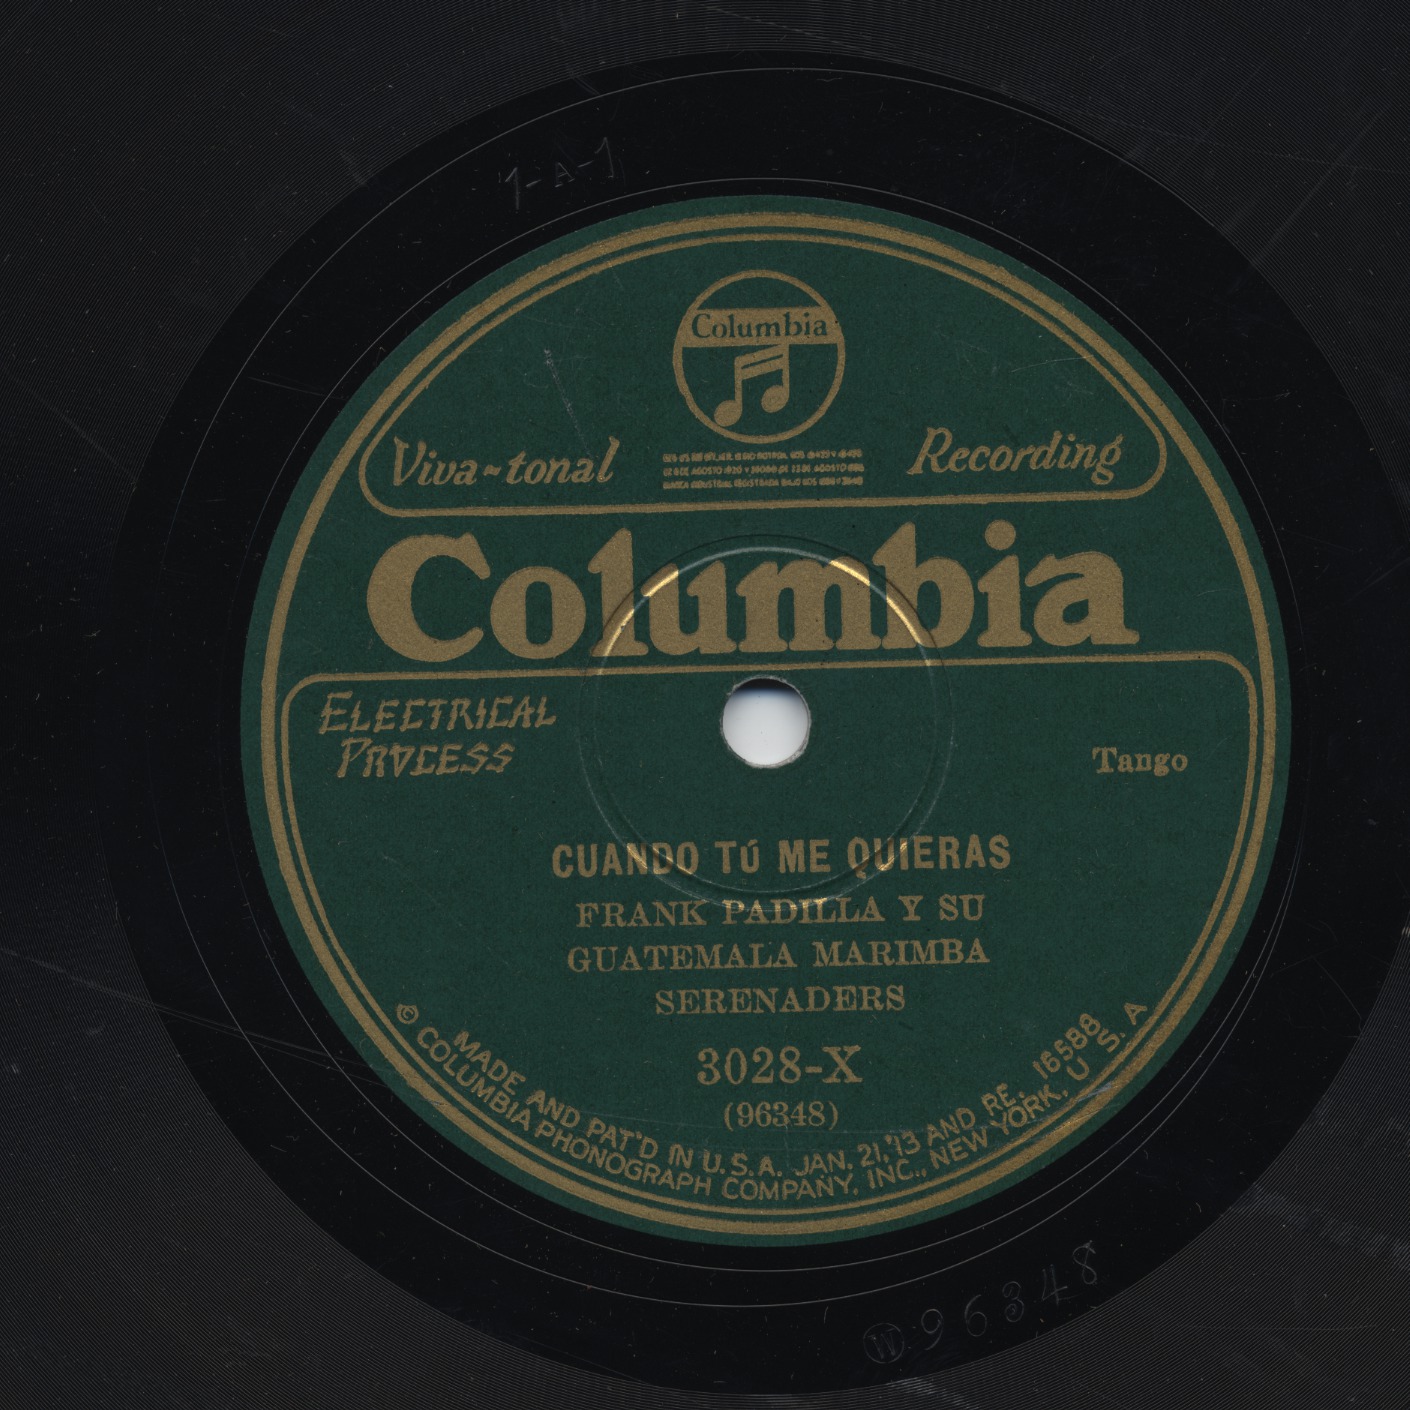 1-A-1
Columbia
Viva-tonal
Recording
Columbia
ELECTRICAL
PROCESS
Tango
CUANDO TÚ ME QUIERAS
FRANK PADILLA Y SU
GUATEMALA MARIMBA
SERENADERS
3028-X
(96348)
MADE AND PAT'D IN U.S.A. JAN. 21,'13 AND RE. 16588
© COLUMBIA PHONOGRAPH COMPANY, INC., NEW YORK, U.S.A
W 96348